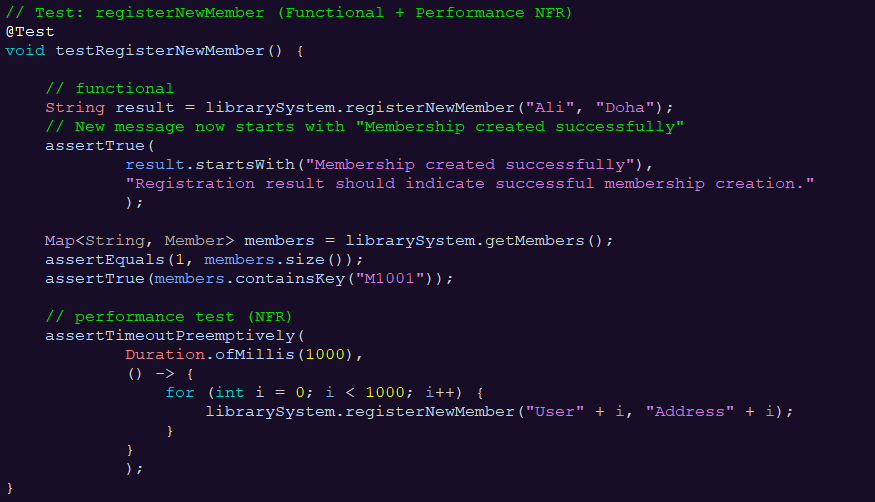 // Test: registerNewMember (Functional + Performance NFR)
@Test
void testRegisterNewMember() {
// functional
String result = librarySystem.registerNewMember("Ali", "Doha");
// New message now starts with "Membership created successfully"
assertTrue(
result.startsWith("Membership created successfully"),
"Registration result should indicate successful membership creation."
);
Map<String, Member> members = librarySystem.getMembers();
assertEquals(1, members.size());
assertTrue(members.containsKey("M1001"));
// performance test (NFR)
assertTimeoutPreemptively(
Duration.ofMillis(1000),
() -> {
for (int i = 0; i < 1000; i++) {
librarySystem.registerNewMember("User" + i, "Address" + i);
}
}
);
}